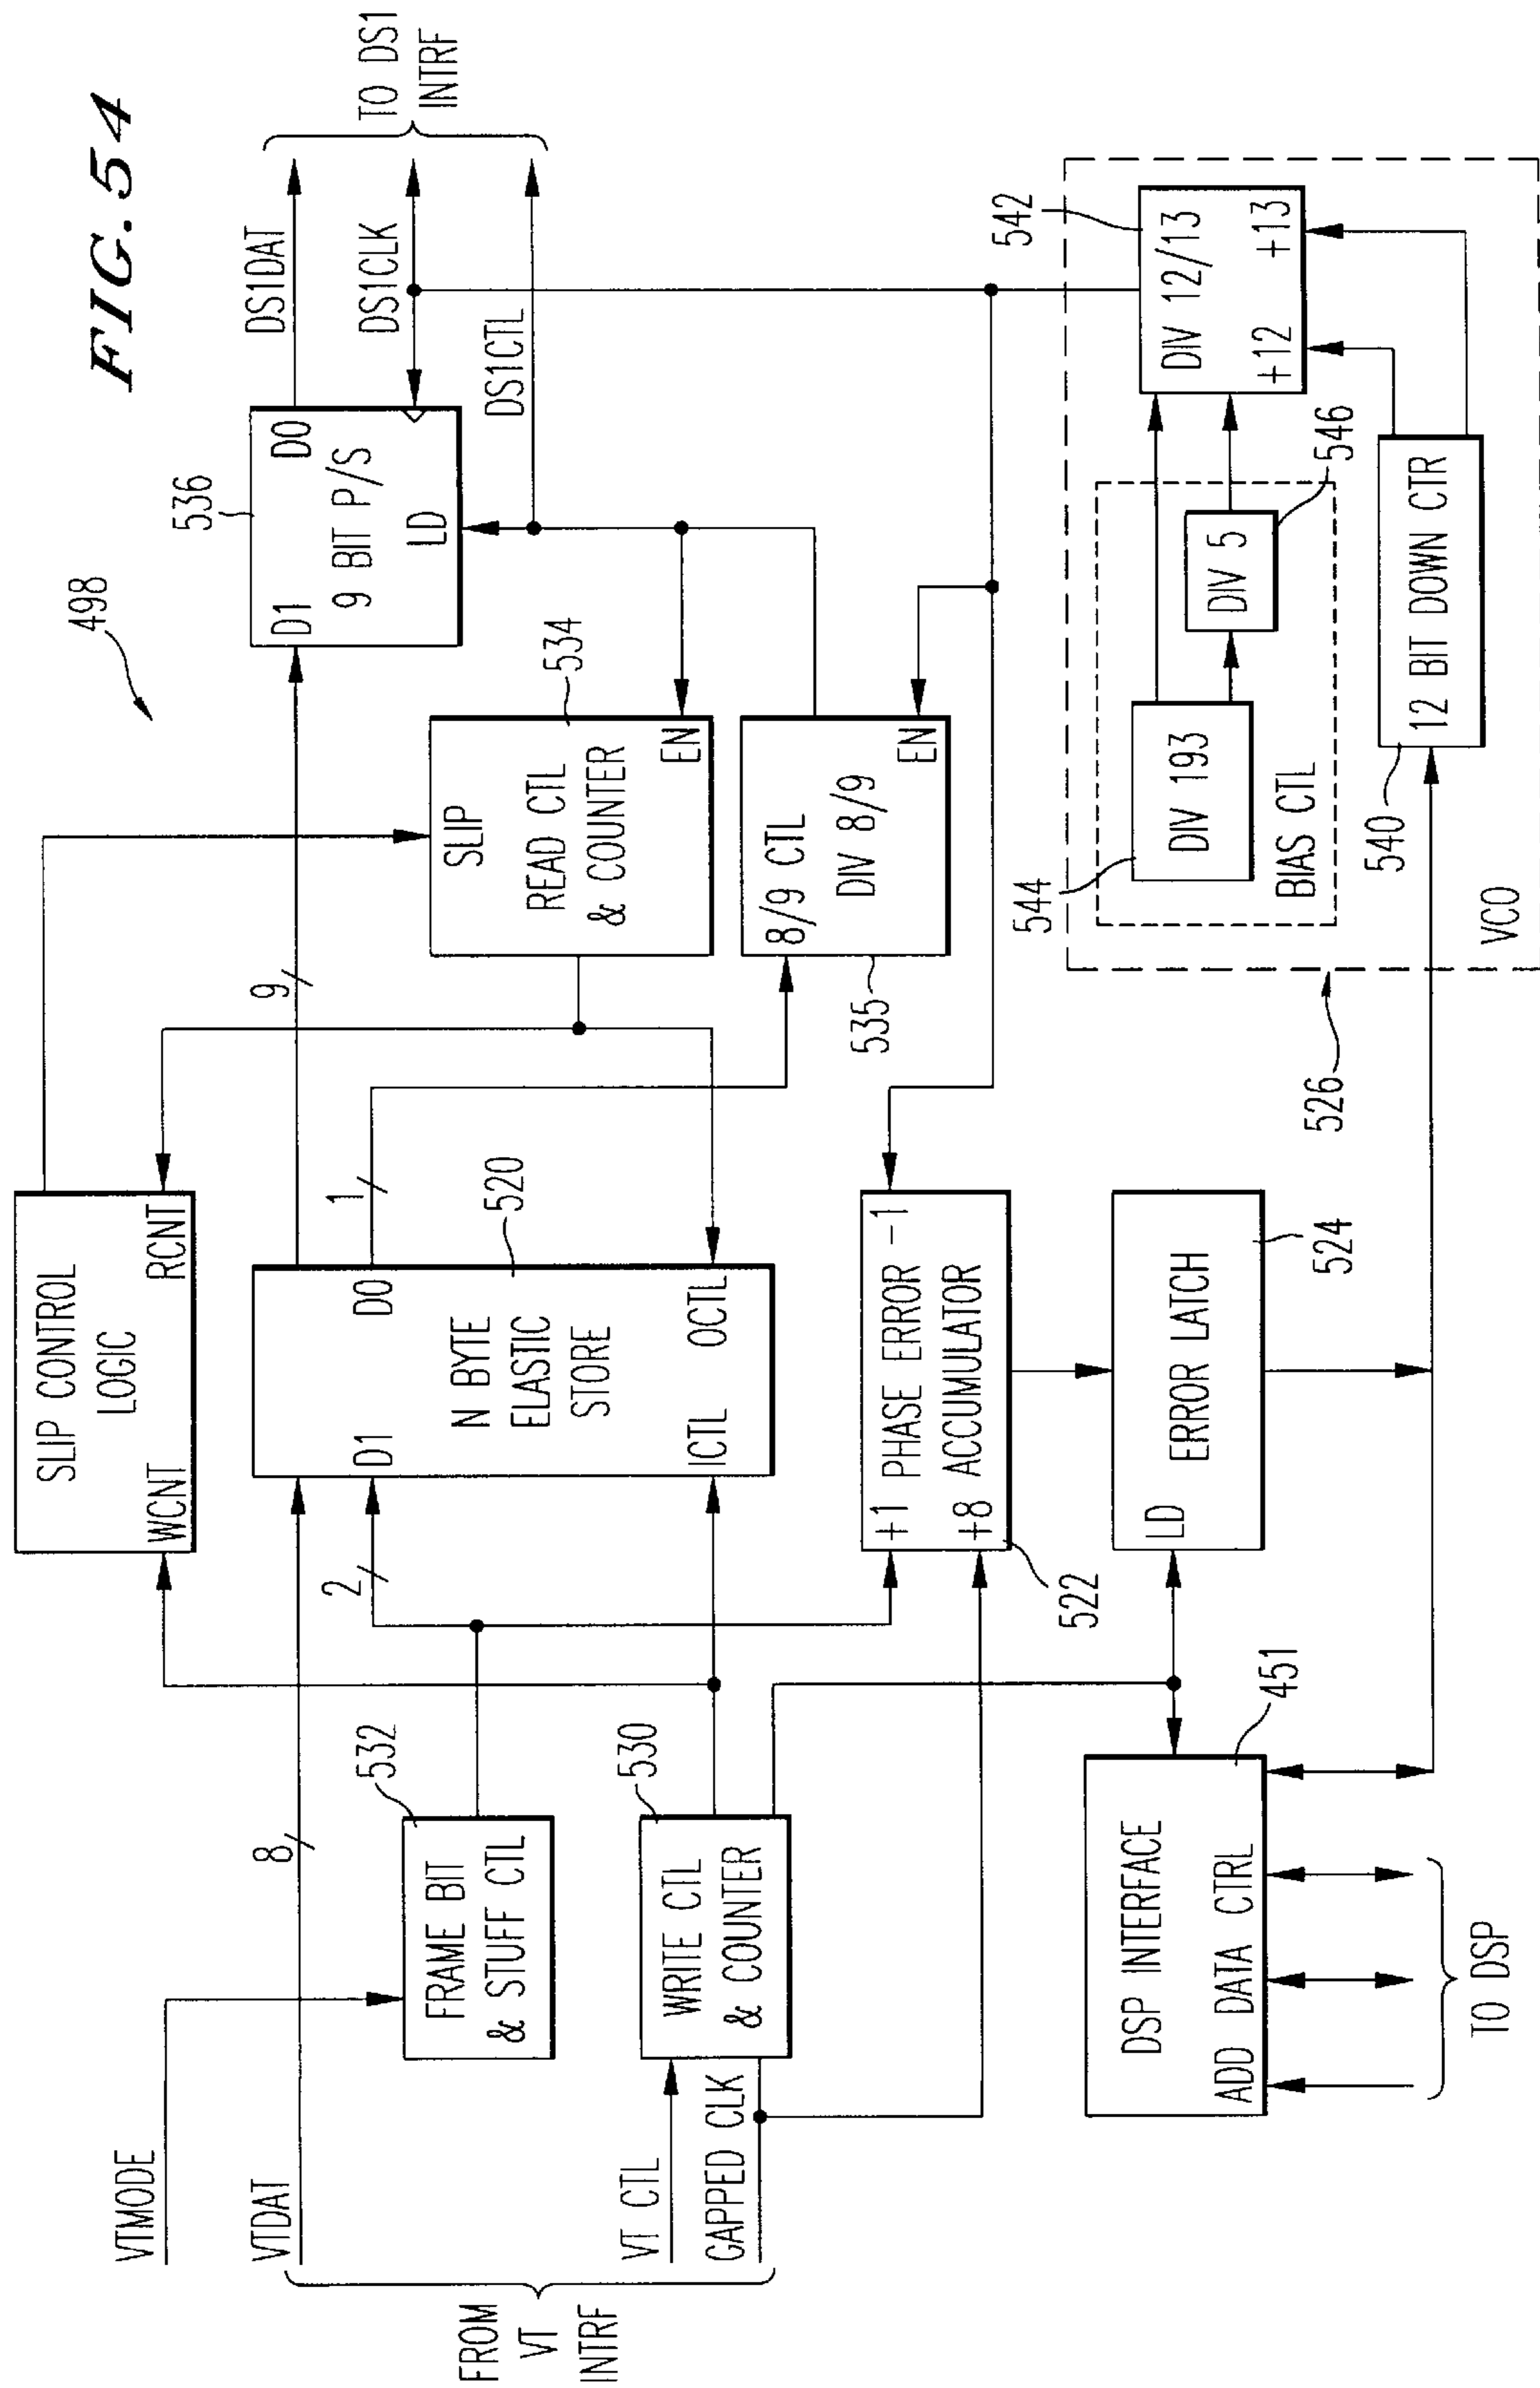 FIG.54
498
VTMODE
VTDAT
8
FROM
VT
INTRF
VT CTL
GAPPED CLK
532
FRAME BIT
& STUFF CTL
530
WRITE CTL
& COUNTER
2
SLIP CONTROL
LOGIC
WCNT
RCNT
D1
D0
N BYTE
ELASTIC
STORE
ICTL
OCTL
520
1
9
SLIP
READ CTL
& COUNTER
EN
534
8/9 CTL
DIV 8/9
EN
535
536
D1
D0
9 BIT P/S
LD
DS1DAT
DS1CLK
DS1CTL
TO DS1
INTRF
+1 PHASE ERROR -1
+8 ACCUMULATOR
522
LD
ERROR LATCH
524
451
DSP INTERFACE
ADD DATA CTRL
TO DSP
526
VCO
544
DIV 193
DIV 5
546
BIAS CTL
542
DIV 12/13
+12
+13
540
12 BIT DOWN CTR